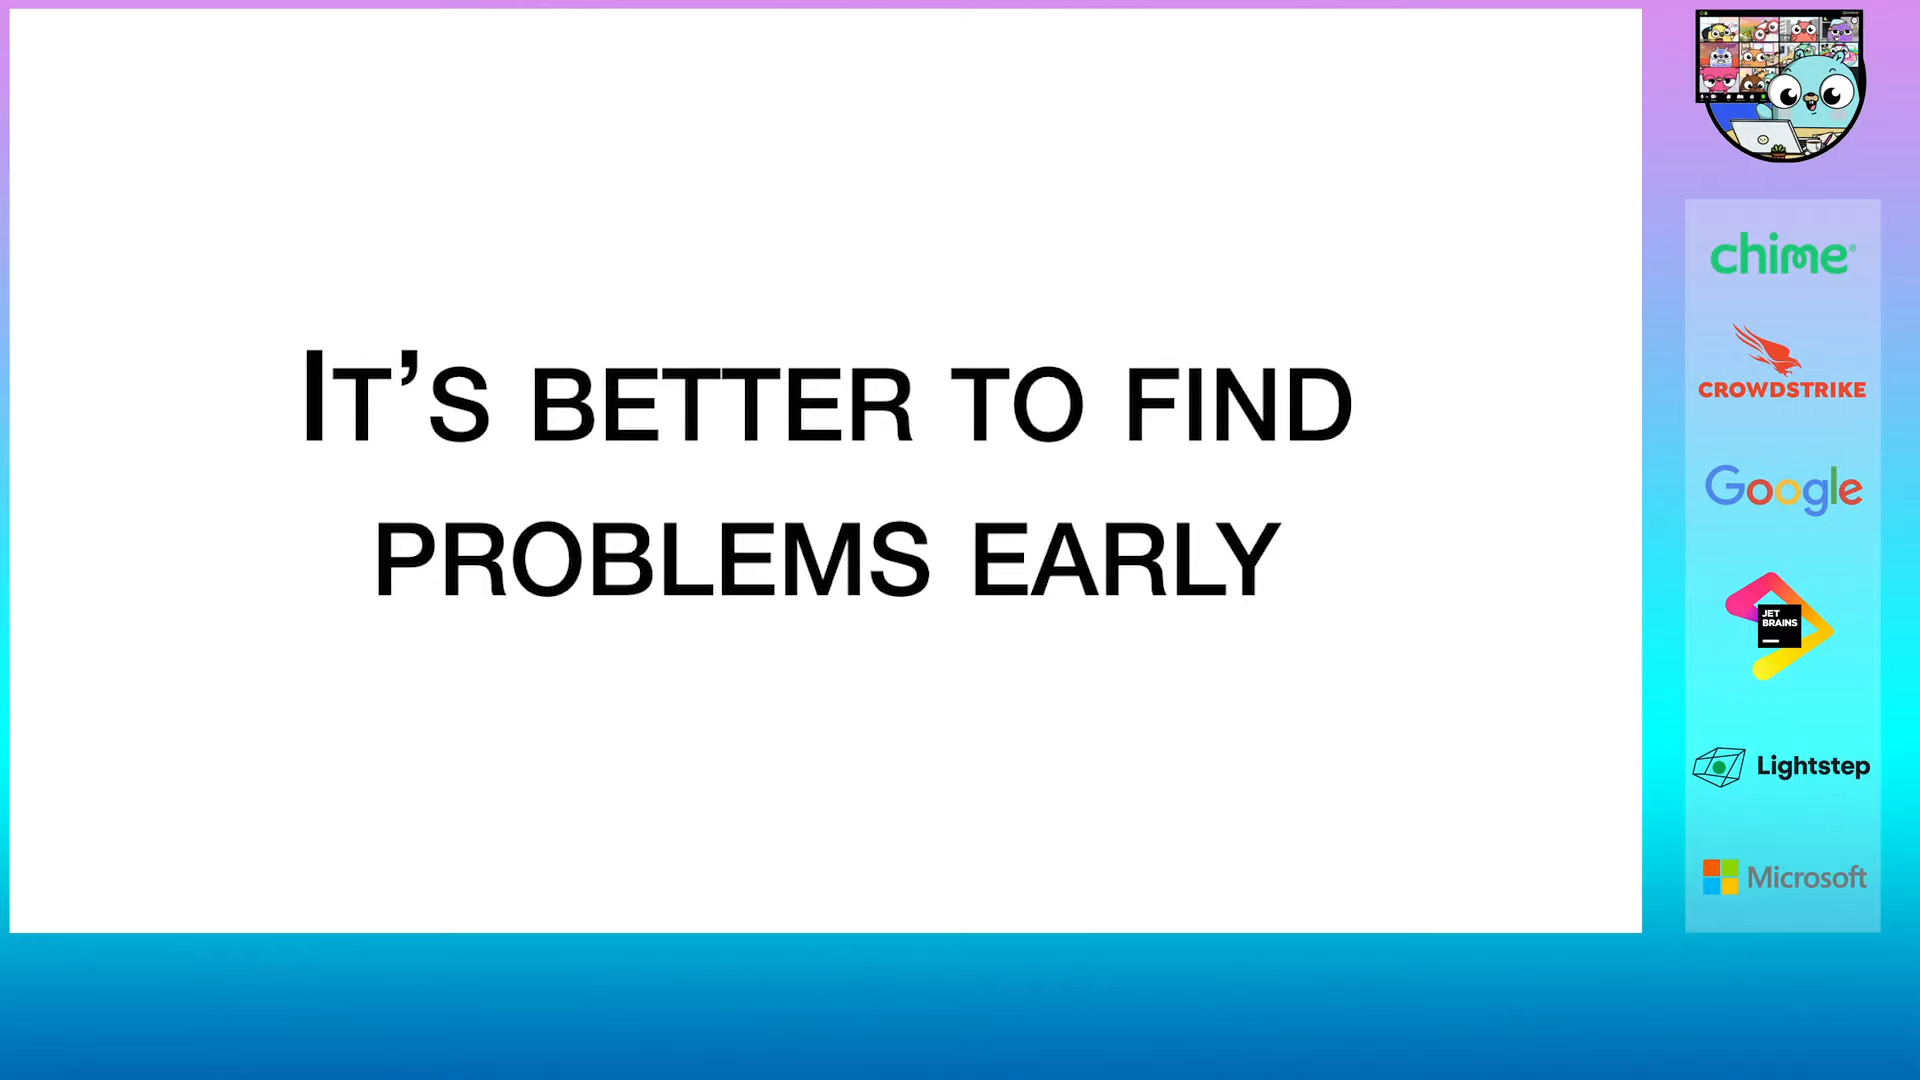 It's better to find
problems early
chime®
CROWDSTRIKE
Google
JET
BRAINS
Lightstep
Microsoft